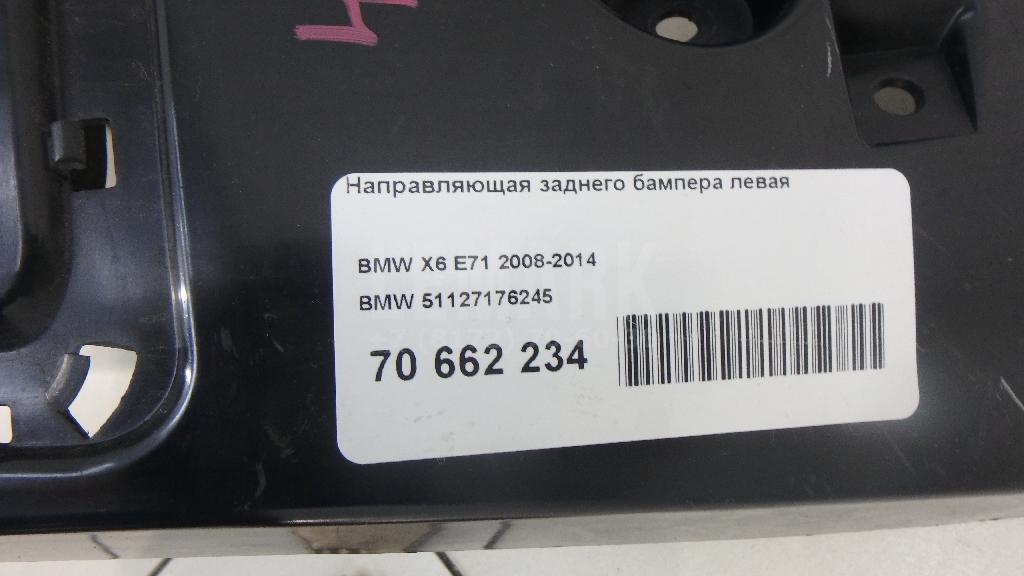 Направляющая заднего бампера левая
BMW X6 E71 2008-2014
BMW 51127176245
70 662 234